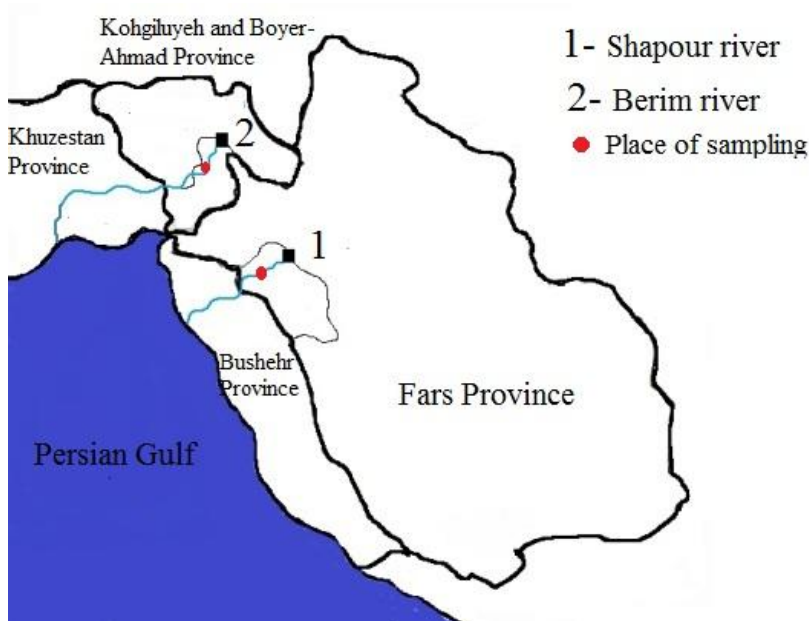 Kohgiluyeh and Boyer-
Ahmad Province
1- Shapour river
2- Berim river
Place of sampling
Khuzestan
Province
2
1
Bushehr
Province
Fars Province
Persian Gulf